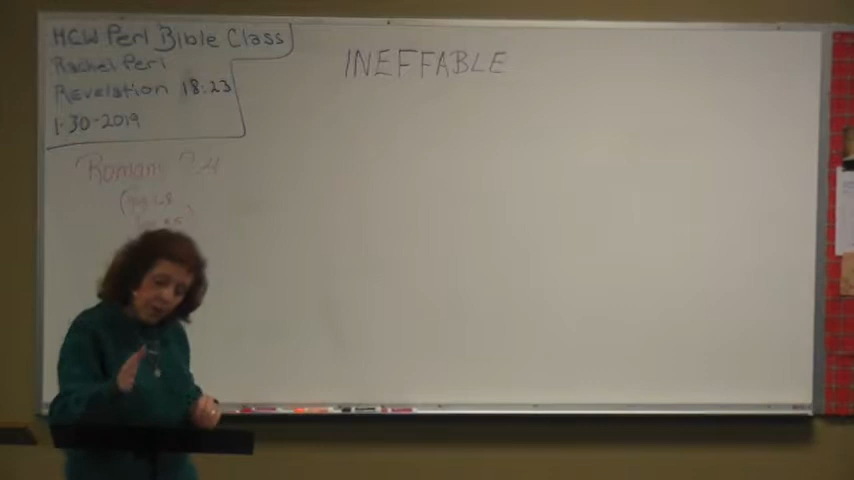 HCW Perl Bible Class
Rachel Perl
Revelation 18:23
1-30-2019
INEFFABLE
Romans